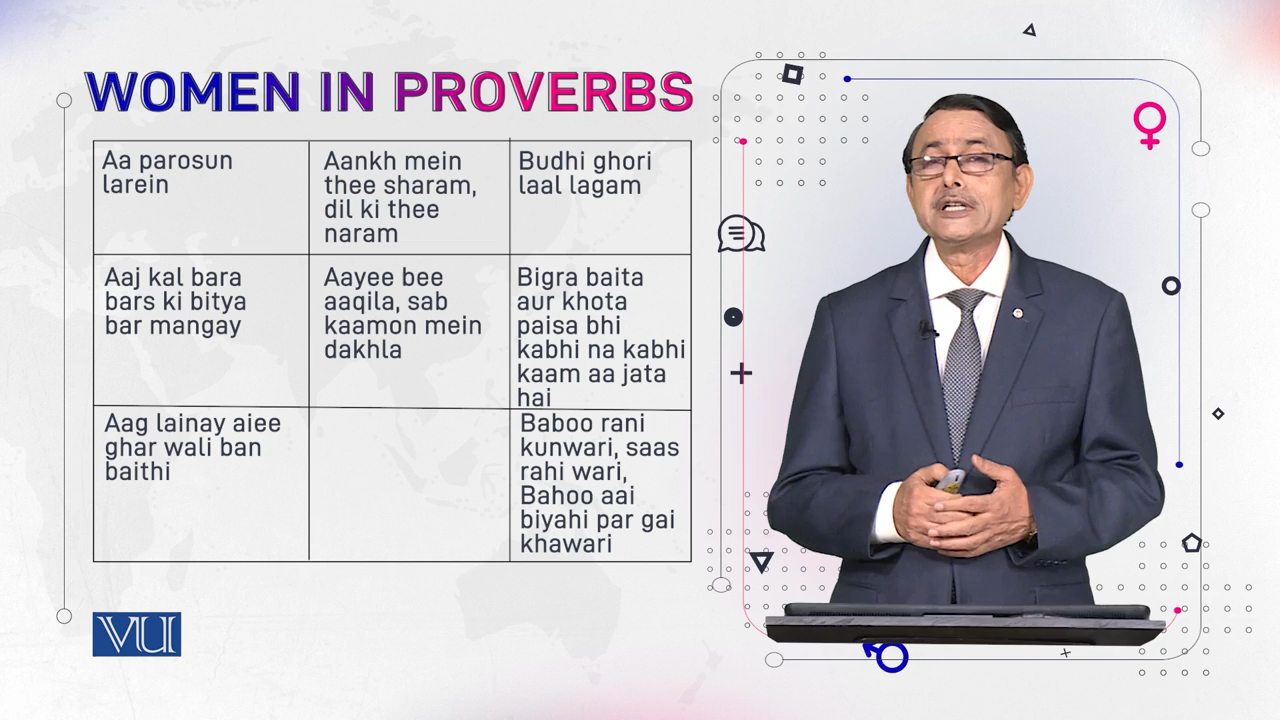 WOMEN IN PROVERBS
Aa parosun
larein
Aankh mein
thee sharam,
dil ki thee
naram
Budhi ghori
laal lagam
Aaj kal bara
bars ki bitya
bar mangay
Aayee bee
aaqila, sab
kaamon mein
dakhla
Bigra baita
aur khota
paisa bhi
kabhi na kabhi
kaam aa jata
hai
Aag lainay aiee
ghar wali ban
baithi
Baboo rani
kunwari, saas
rahi wari,
Bahoo aai
biyahi par gai
khawari
VU